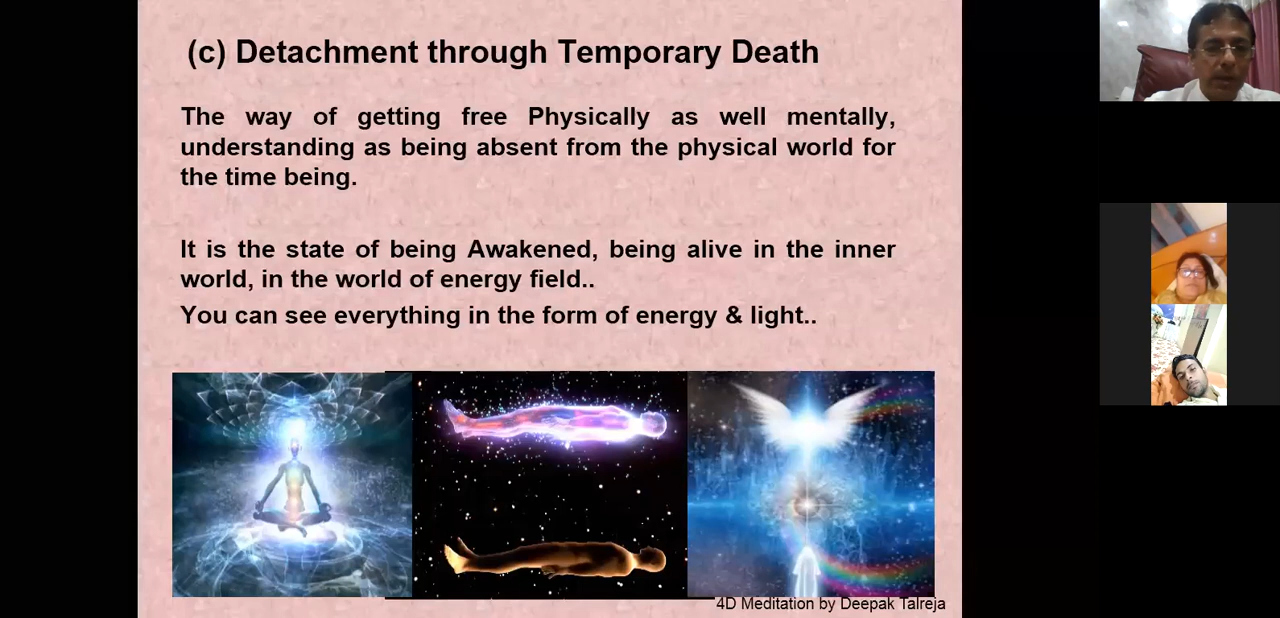 (c) Detachment through Temporary Death
The way of getting free Physically as well mentally,
understanding as being absent from the physical world for
the time being.
It is the state of being Awakened, being alive in the inner
world, in the world of energy field..
You can see everything in the form of energy & light..
4D Meditation by Deepak Talreja